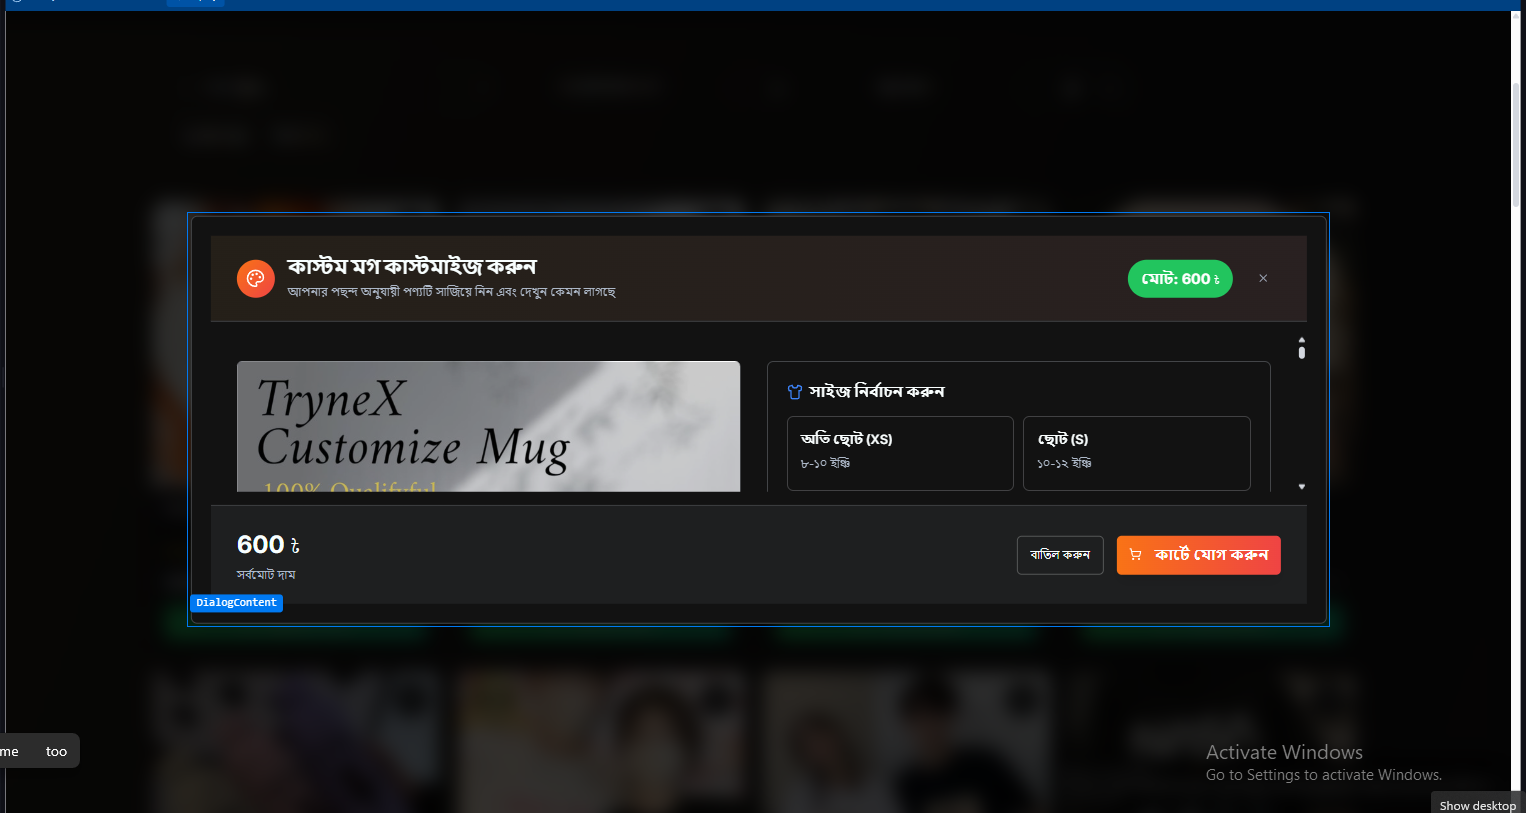 কাস্টম মগ কাস্টমাইজ করুন
আপনার পছন্দ অনুযায়ী পণ্যটি সাজিয়ে নিন এবং দেখুন কেমন লাগছে
মোট: 600 ৳
TryneX
Customize Mug
সাইজ নির্বাচন করুন
অতি ছোট (XS)
৮-১০ ইঞ্চি
ছোট (S)
১০-১২ ইঞ্চি
600 ৳
সর্বমোট দাম
বাতিল করুন
কার্টে যোগ করুন
DialogContent
me too
Activate Windows
Go to Settings to activate Windows.
Show desktop